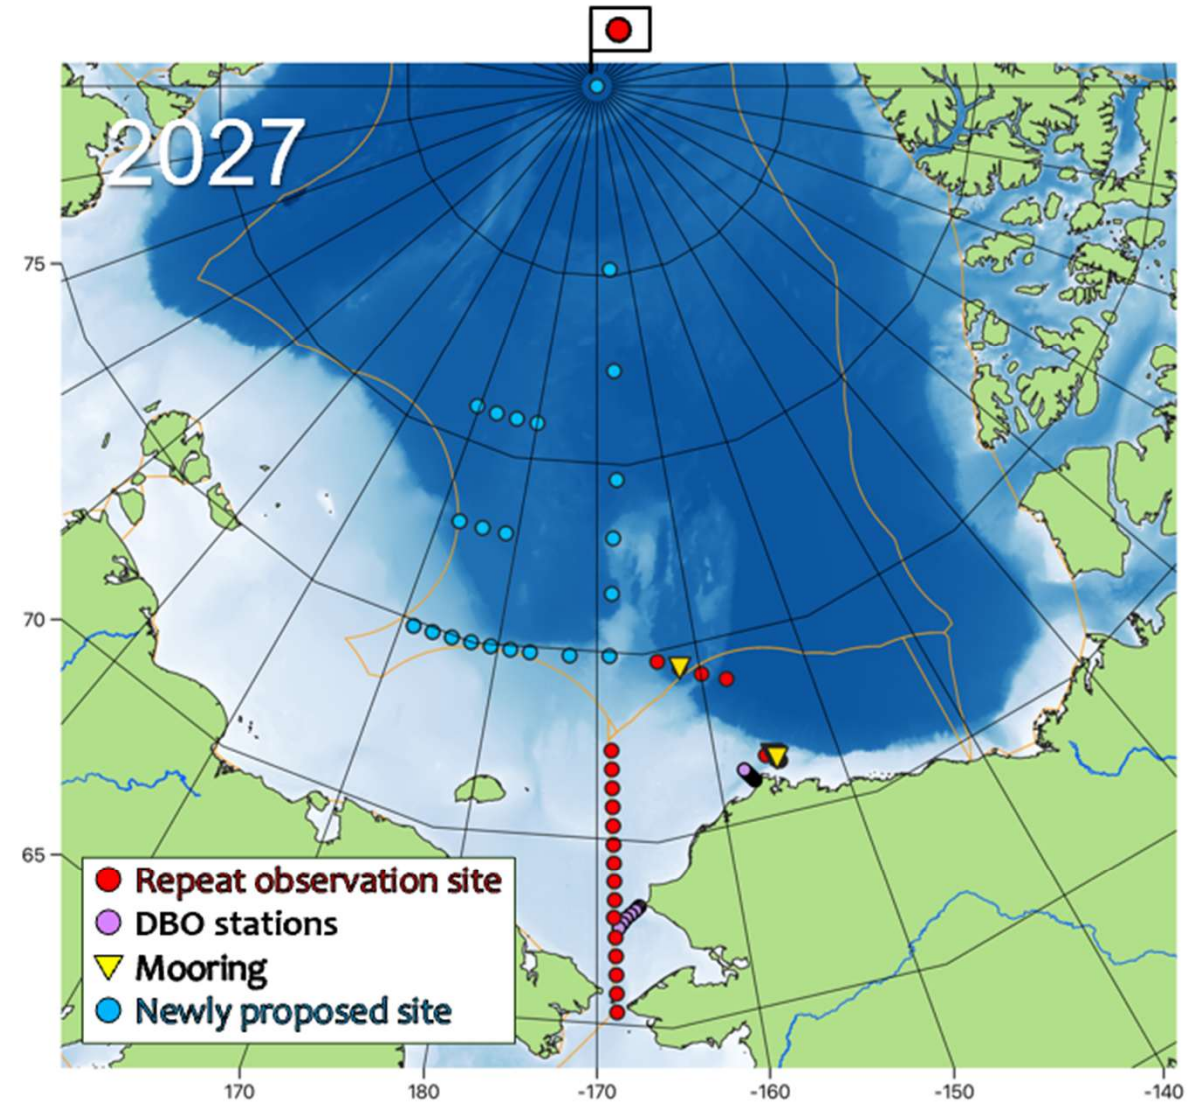 2027
75
70
65
Repeat observation site
DBO stations
Mooring
Newly proposed site
170
180
-170
-160
-150
-140